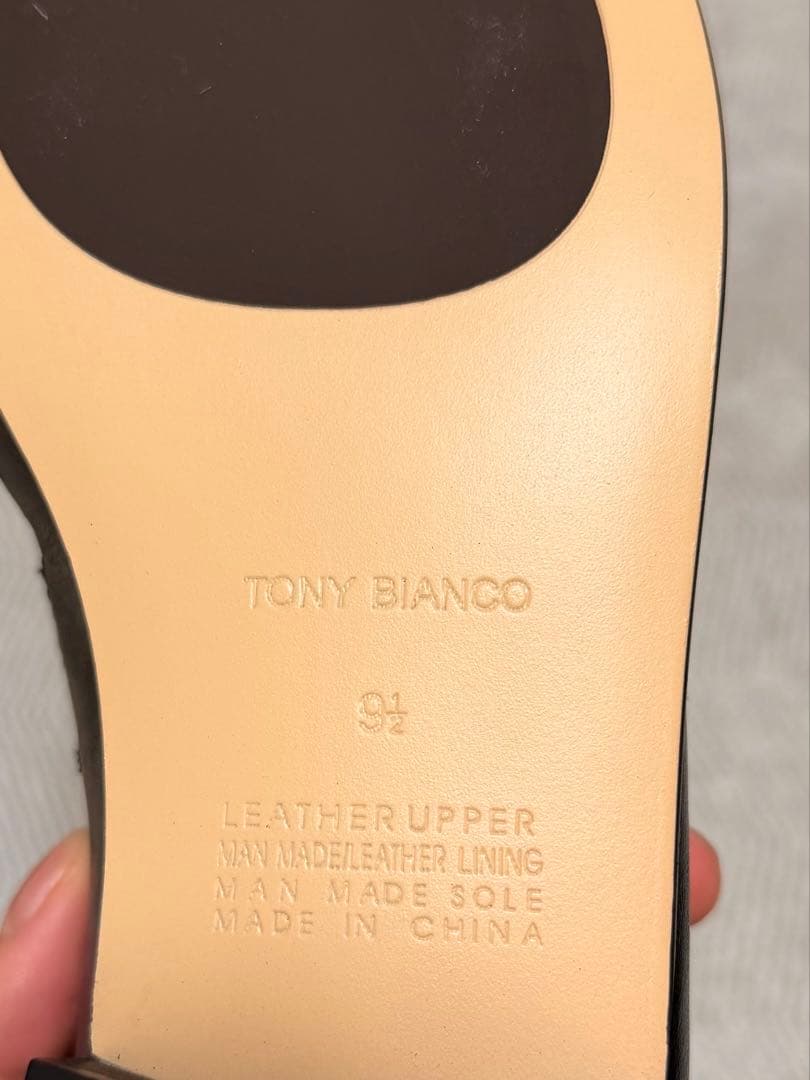 TONY BIANCO
9½
LEATHER UPPER
MAN MADE/LEATHER LINING
MAN MADE SOLE
MADE IN CHINA